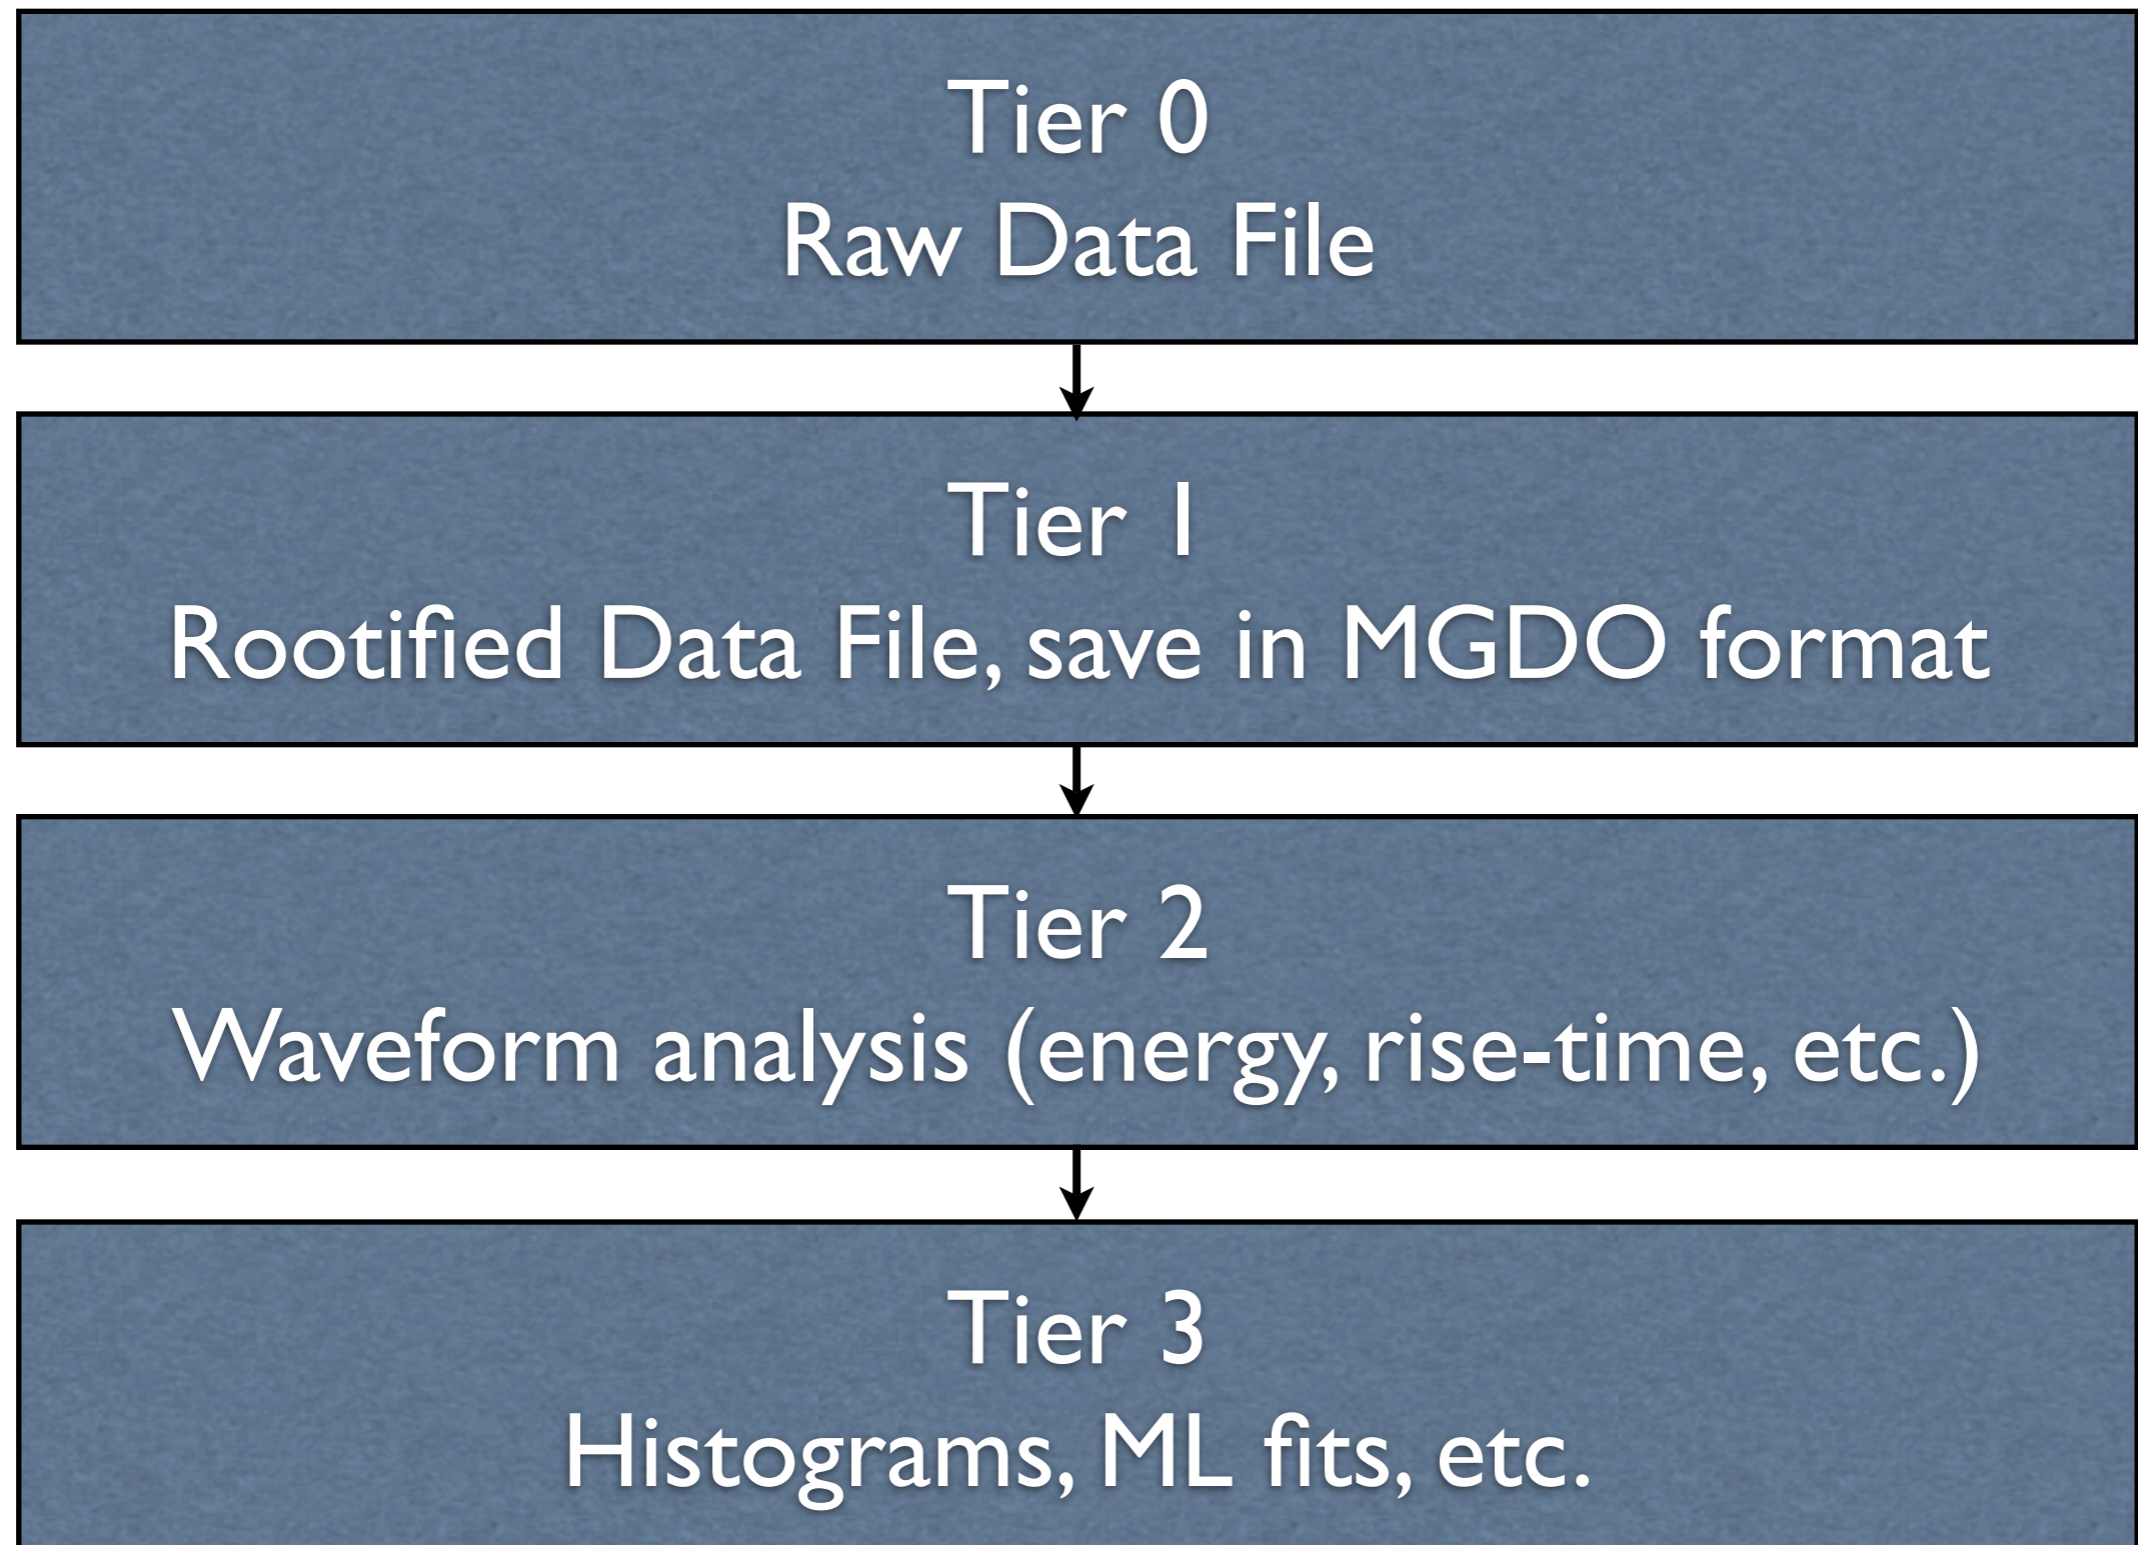 Tier 0
Raw Data File
Tier 1
Rootified Data File, save in MGDO format
Tier 2
Waveform analysis (energy, rise-time, etc.)
Tier 3
Histograms, ML fits, etc.